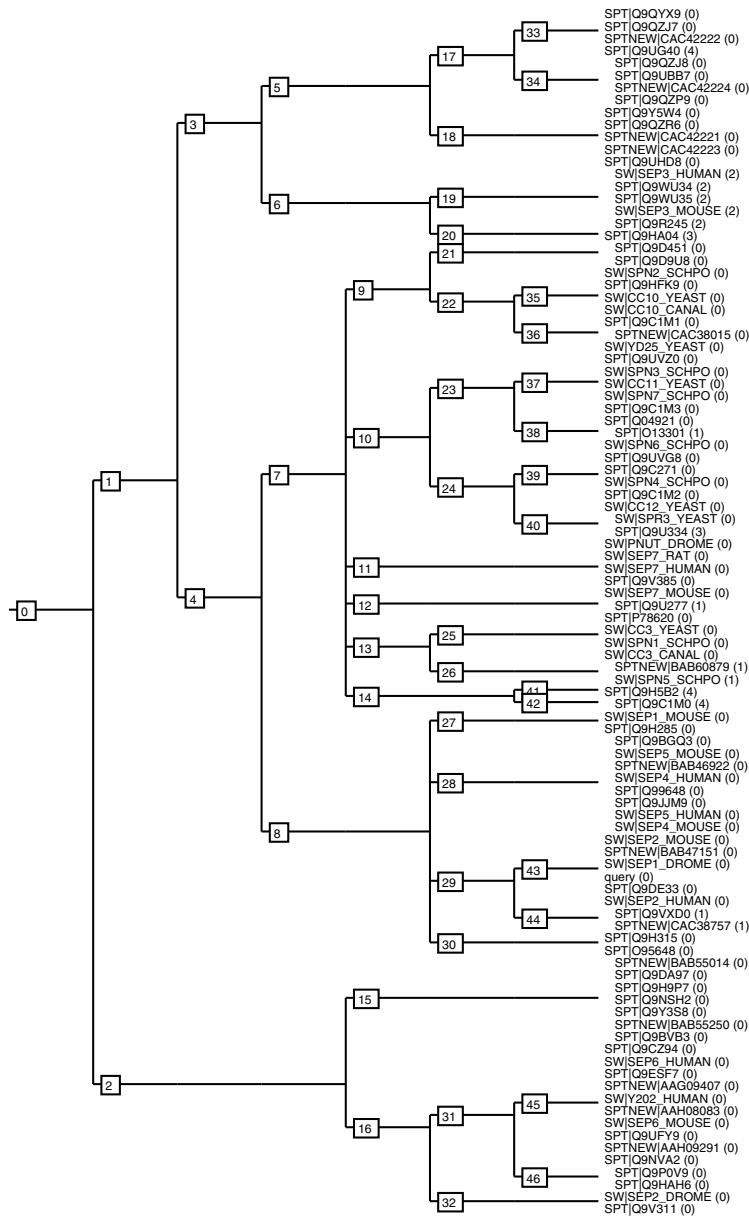 SPT|Q9QYX9 (0)
SPT|Q9QZJ7 (0)
SPTNEW|CAC42222 (0)
SPT|Q9UG40 (4)
SPT|Q9QZJ8 (0)
SPT|Q9UBB7 (0)
SPTNEW|CAC42224 (0)
SPT|Q9QZP9 (0)
SPT|Q9Y5W4 (0)
SPT|Q9QZR6 (0)
SPTNEW|CAC42221 (0)
SPTNEW|CAC42223 (0)
SPT|Q9UHD8 (0)
SW|SEP3_HUMAN (2)
SPT|Q9WU34 (2)
SPT|Q9WU35 (2)
SW|SEP3_MOUSE (2)
SPT|Q9R245 (2)
SPT|Q9HA04 (3)
SPT|Q9D451 (0)
SPT|Q9D9U8 (0)
SW|SPN2_SCHPO (0)
SPT|Q9HFK9 (0)
SW|CC10_YEAST (0)
SW|CC10_CANAL (0)
SPT|Q9C1M1 (0)
SPTNEW|CAC38015 (0)
SW|YD25_YEAST (0)
SPT|Q9UVZ0 (0)
SW|SPN3_SCHPO (0)
SW|CC11_YEAST (0)
SW|SPN7_SCHPO (0)
SPT|Q9C1M3 (0)
SPT|Q04921 (0)
SPT|O13301 (1)
SW|SPN6_SCHPO (0)
SPT|Q9UVG8 (0)
SPT|Q9C271 (0)
SW|SPN4_SCHPO (0)
SPT|Q9C1M2 (0)
SW|CC12_YEAST (0)
SW|SPR3_YEAST (0)
SPT|Q9U334 (3)
SW|PNUT_DROME (0)
SW|SEP7_RAT (0)
SW|SEP7_HUMAN (0)
SPT|Q9V385 (0)
SW|SEP7_MOUSE (0)
SPT|Q9U277 (1)
SPT|P78620 (0)
SW|CC3_YEAST (0)
SW|SPN1_SCHPO (0)
SW|CC3_CANAL (0)
SPTNEW|BAB60879 (1)
SW|SPN5_SCHPO (1)
SPT|Q9H5B2 (4)
SPT|Q9C1M0 (4)
SW|SEP1_MOUSE (0)
SPT|Q9H285 (0)
SPT|Q9BGQ3 (0)
SW|SEP5_MOUSE (0)
SPTNEW|BAB46922 (0)
SW|SEP4_HUMAN (0)
SPT|Q99648 (0)
SPT|Q9JJM9 (0)
SW|SEP5_HUMAN (0)
SW|SEP4_MOUSE (0)
SW|SEP2_MOUSE (0)
SPTNEW|BAB47151 (0)
SW|SEP1_DROME (0)
query (0)
SPT|Q9DE33 (0)
SW|SEP2_HUMAN (0)
SPT|Q9VXD0 (1)
SPTNEW|CAC38757 (1)
SPT|Q9H315 (0)
SPT|O95648 (0)
SPTNEW|BAB55014 (0)
SPT|Q9DA97 (0)
SPT|Q9H9P7 (0)
SPT|Q9NSH2 (0)
SPT|Q9Y3S8 (0)
SPTNEW|BAB55250 (0)
SPT|Q9BVB3 (0)
SPT|Q9CZ94 (0)
SW|SEP6_HUMAN (0)
SPT|Q9ESF7 (0)
SPTNEW|AAG09407 (0)
SW|Y202_HUMAN (0)
SPTNEW|AAH08083 (0)
SW|SEP6_MOUSE (0)
SPT|Q9UFY9 (0)
SPTNEW|AAH09291 (0)
SPT|Q9NVA2 (0)
SPT|Q9P0V9 (0)
SPT|Q9HAH6 (0)
SW|SEP2_DROME (0)
SPT|Q9V311 (0)
0
1
2
3
4
5
6
7
8
9
10
11
12
13
14
15
16
17
18
19
20
21
22
23
24
25
26
27
28
29
30
31
32
33
34
35
36
37
38
39
40
41
42
43
44
45
46